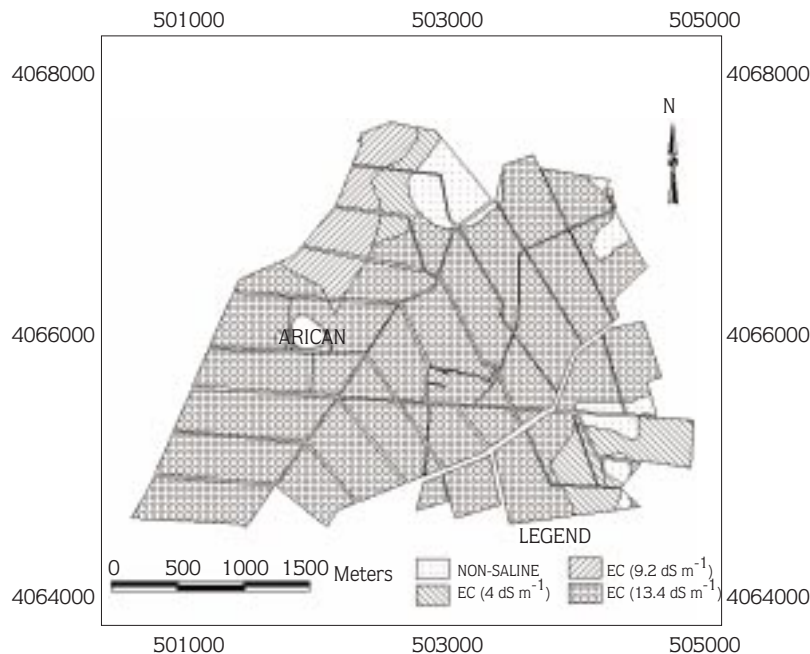 501000 503000 505000
4068000 4068000
N
4066000 4066000
ARICAN
LEGEND
0 500 1000 1500 Meters
NON-SALINE EC (9.2 dS m⁻¹)
EC (4 dS m⁻¹) EC (13.4 dS m⁻¹)
4064000 4064000
501000 503000 505000